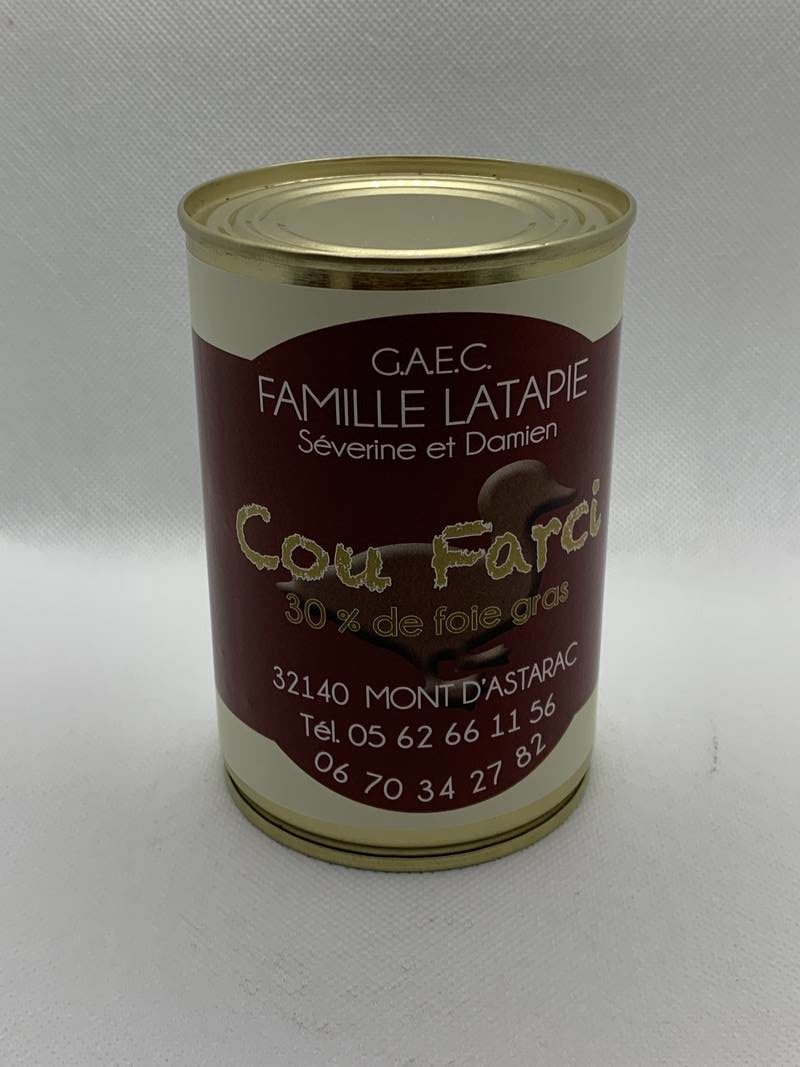 G.A.E.C.
FAMILLE LATAPIE
Séverine et Damien
Cou Farci
30 % de foie gras
32140 MONT D'ASTARAC
Tél. 05 62 66 11 56
06 70 34 27 82